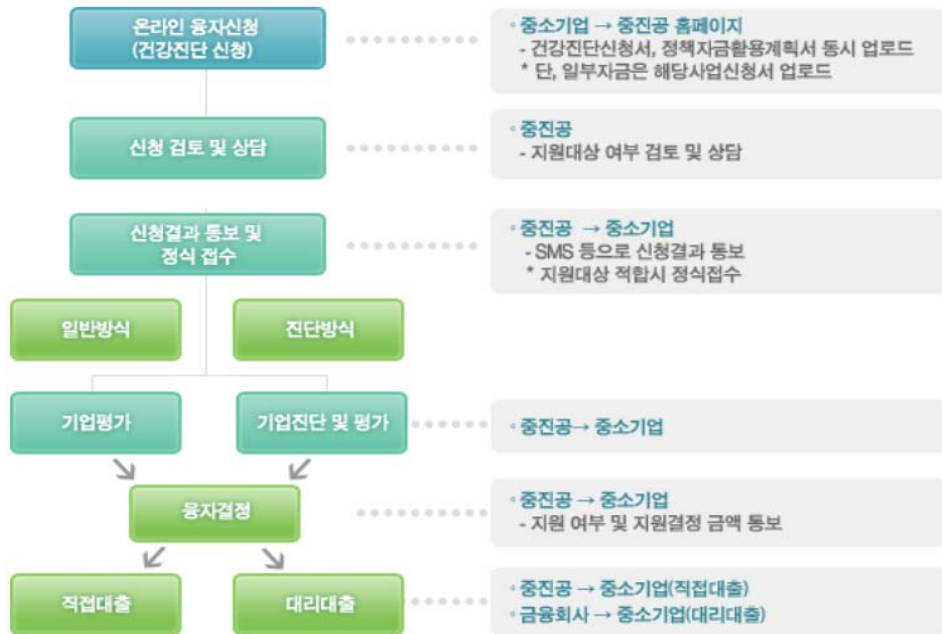 온라인 융자신청
(건강진단 신청)
◦ 중소기업 → 중진공 홈페이지
- 건강진단신청서, 정책자금활용계획서 동시 업로드
* 단, 일부자금은 해당사업신청서 업로드
신청 검토 및 상담
◦ 중진공
- 지원대상 여부 검토 및 상담
신청결과 통보 및
정식 접수
◦ 중진공 → 중소기업
- SMS 등으로 신청결과 통보
* 지원대상 적합시 정식접수
일반방식
진단방식
기업평가
기업진단 및 평가
◦ 중진공→ 중소기업
융자결정
◦ 중진공 → 중소기업
- 지원 여부 및 지원결정 금액 통보
직접대출
대리대출
◦ 중진공 → 중소기업(직접대출)
◦ 금융회사 → 중소기업(대리대출)